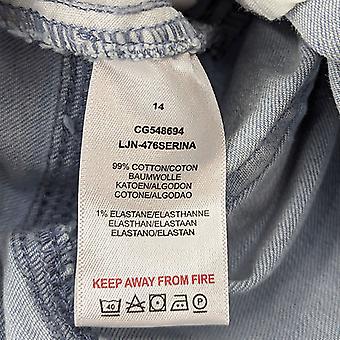 14
CG548694
LJN-476SERINA
99% COTTON/COTON
BAUMWOLLE
KATOEN/ALGODON
COTONE/ALGODAO
1% ELASTANE/ELASTHANNE
ELASTHAN/ELASTAAN
ELASTANO/ELASTAN
KEEP AWAY FROM FIRE
40 P